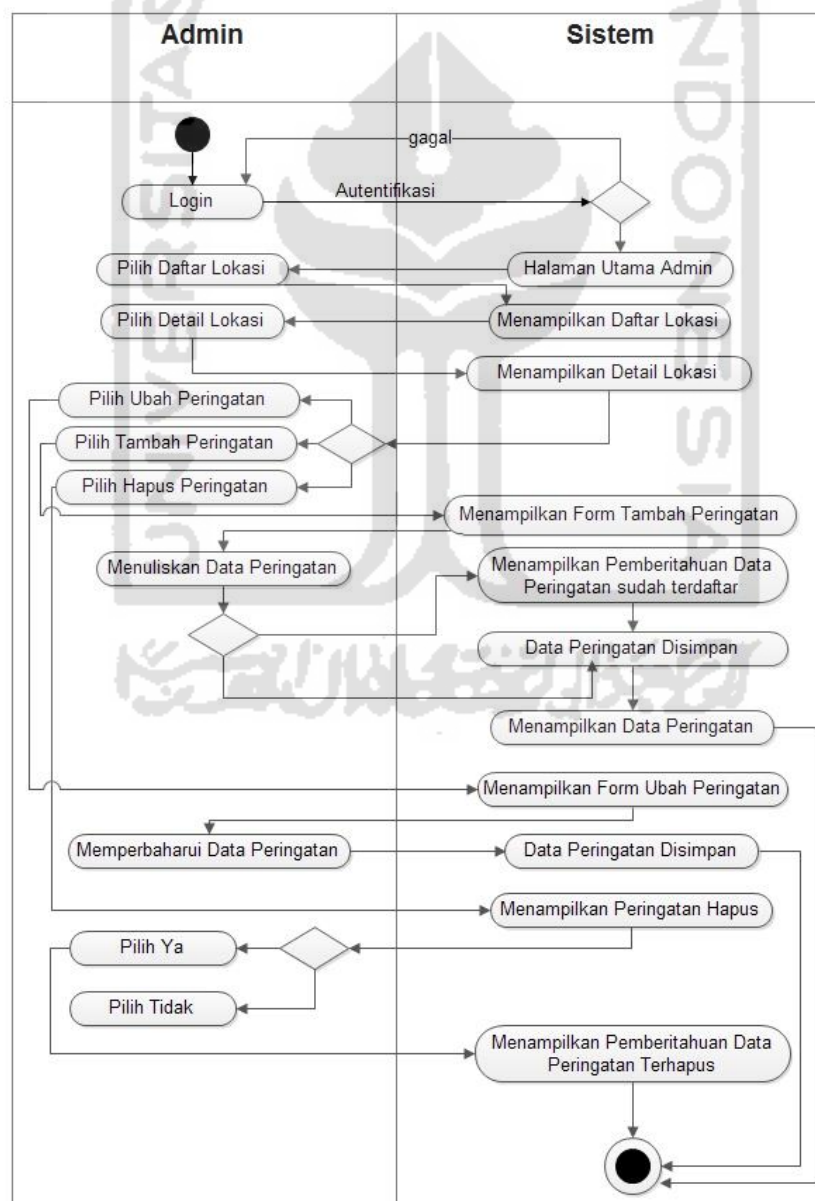 Admin
Sistem
gagal
Login
Autentifikasi
Pilih Daftar Lokasi
Halaman Utama Admin
Pilih Detail Lokasi
Menampilkan Daftar Lokasi
Menampilkan Detail Lokasi
Pilih Ubah Peringatan
Pilih Tambah Peringatan
Pilih Hapus Peringatan
Menampilkan Form Tambah Peringatan
Menuliskan Data Peringatan
Menampilkan Pemberitahuan Data
Peringatan sudah terdaftar
Data Peringatan Disimpan
Menampilkan Data Peringatan
Menampilkan Form Ubah Peringatan
Memperbaharui Data Peringatan
Data Peringatan Disimpan
Menampilkan Peringatan Hapus
Pilih Ya
Pilih Tidak
Menampilkan Pemberitahuan Data
Peringatan Terhapus
UNIVERSITAS
INDONESIA